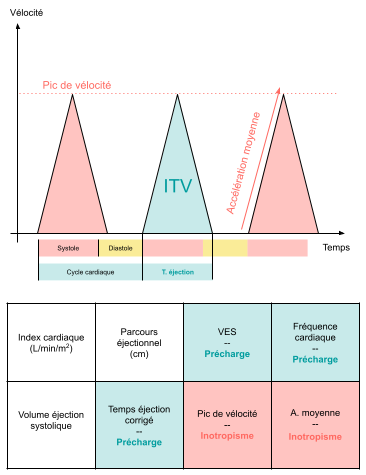 Vélocité
Pic de vélocité
Accélération moyenne
ITV
Temps
Systole
Diastole
Cycle cardiaque
T. éjection
Index cardiaque
(L/min/m²)
Parcours
éjectionnel
(cm)
VES
--
Précharge
Fréquence
cardiaque
--
Précharge
Volume éjection
systolique
Temps éjection
corrigé
--
Précharge
Pic de vélocité
--
Inotropisme
A. moyenne
--
Inotropisme